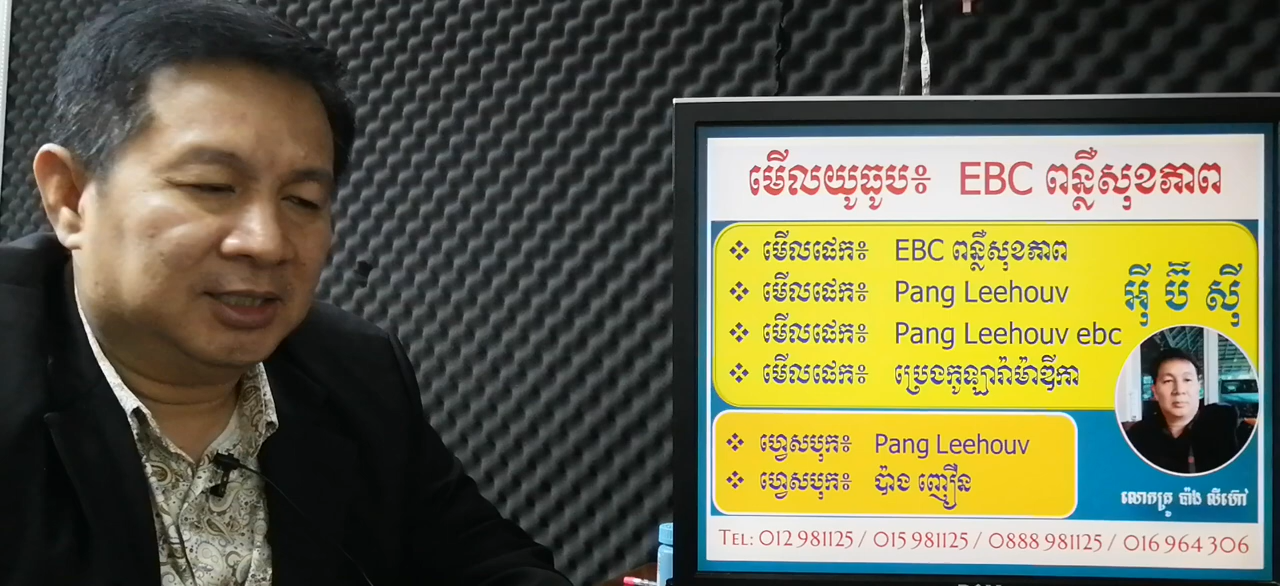 មើលយូធូប៖ EBC ពន្លឺសុខភាព
❖ មើលផេក៖ EBC ពន្លឺសុខភាព
❖ មើលផេក៖ Pang Leehouv
❖ មើលផេក៖ Pang Leehouv ebc
❖ មើលផេក៖ ប្រេងកូឡារ៉ាម៉ាឌីកា
អ៊ី ប៊ី ស៊ី
❖ ហ្វេសបុក៖ Pang Leehouv
❖ ហ្វេសបុក៖ ប៉ាង ញឿន
លោកគ្រូ ប៉ាង លីហ៊ៅ
TEL: 012 981125 / 015 981125 / 0888 981125 / 016 964 306